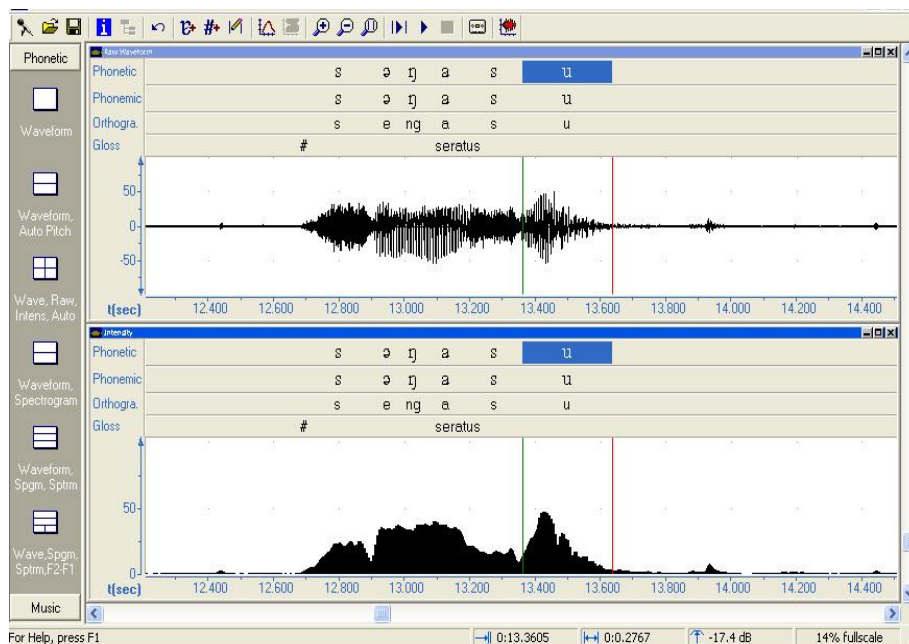 Phonetic
Waveform
Waveform,
Auto Pitch
Wave, Raw,
Intens, Auto
Waveform,
Spectrogram
Waveform,
Spgm, Sptrm
Wave,Spgm,
Sptrm,F2-F1
Music
Raw Waveform
Phonetic s ə ŋ a s u
Phonemic s ə ŋ a s u
Orthogra. s e ng a s u
Gloss # seratus
50
0
-50
t(sec) 12.400 12.600 12.800 13.000 13.200 13.400 13.600 13.800 14.000 14.200 14.400
Intensity
Phonetic s ə ŋ a s u
Phonemic s ə ŋ a s u
Orthogra. s e ng a s u
Gloss # seratus
50
0
t(sec) 12.400 12.600 12.800 13.000 13.200 13.400 13.600 13.800 14.000 14.200 14.400
For Help, press F1 0:13.3605 0:0.2767 -17.4 dB 14% fullscale